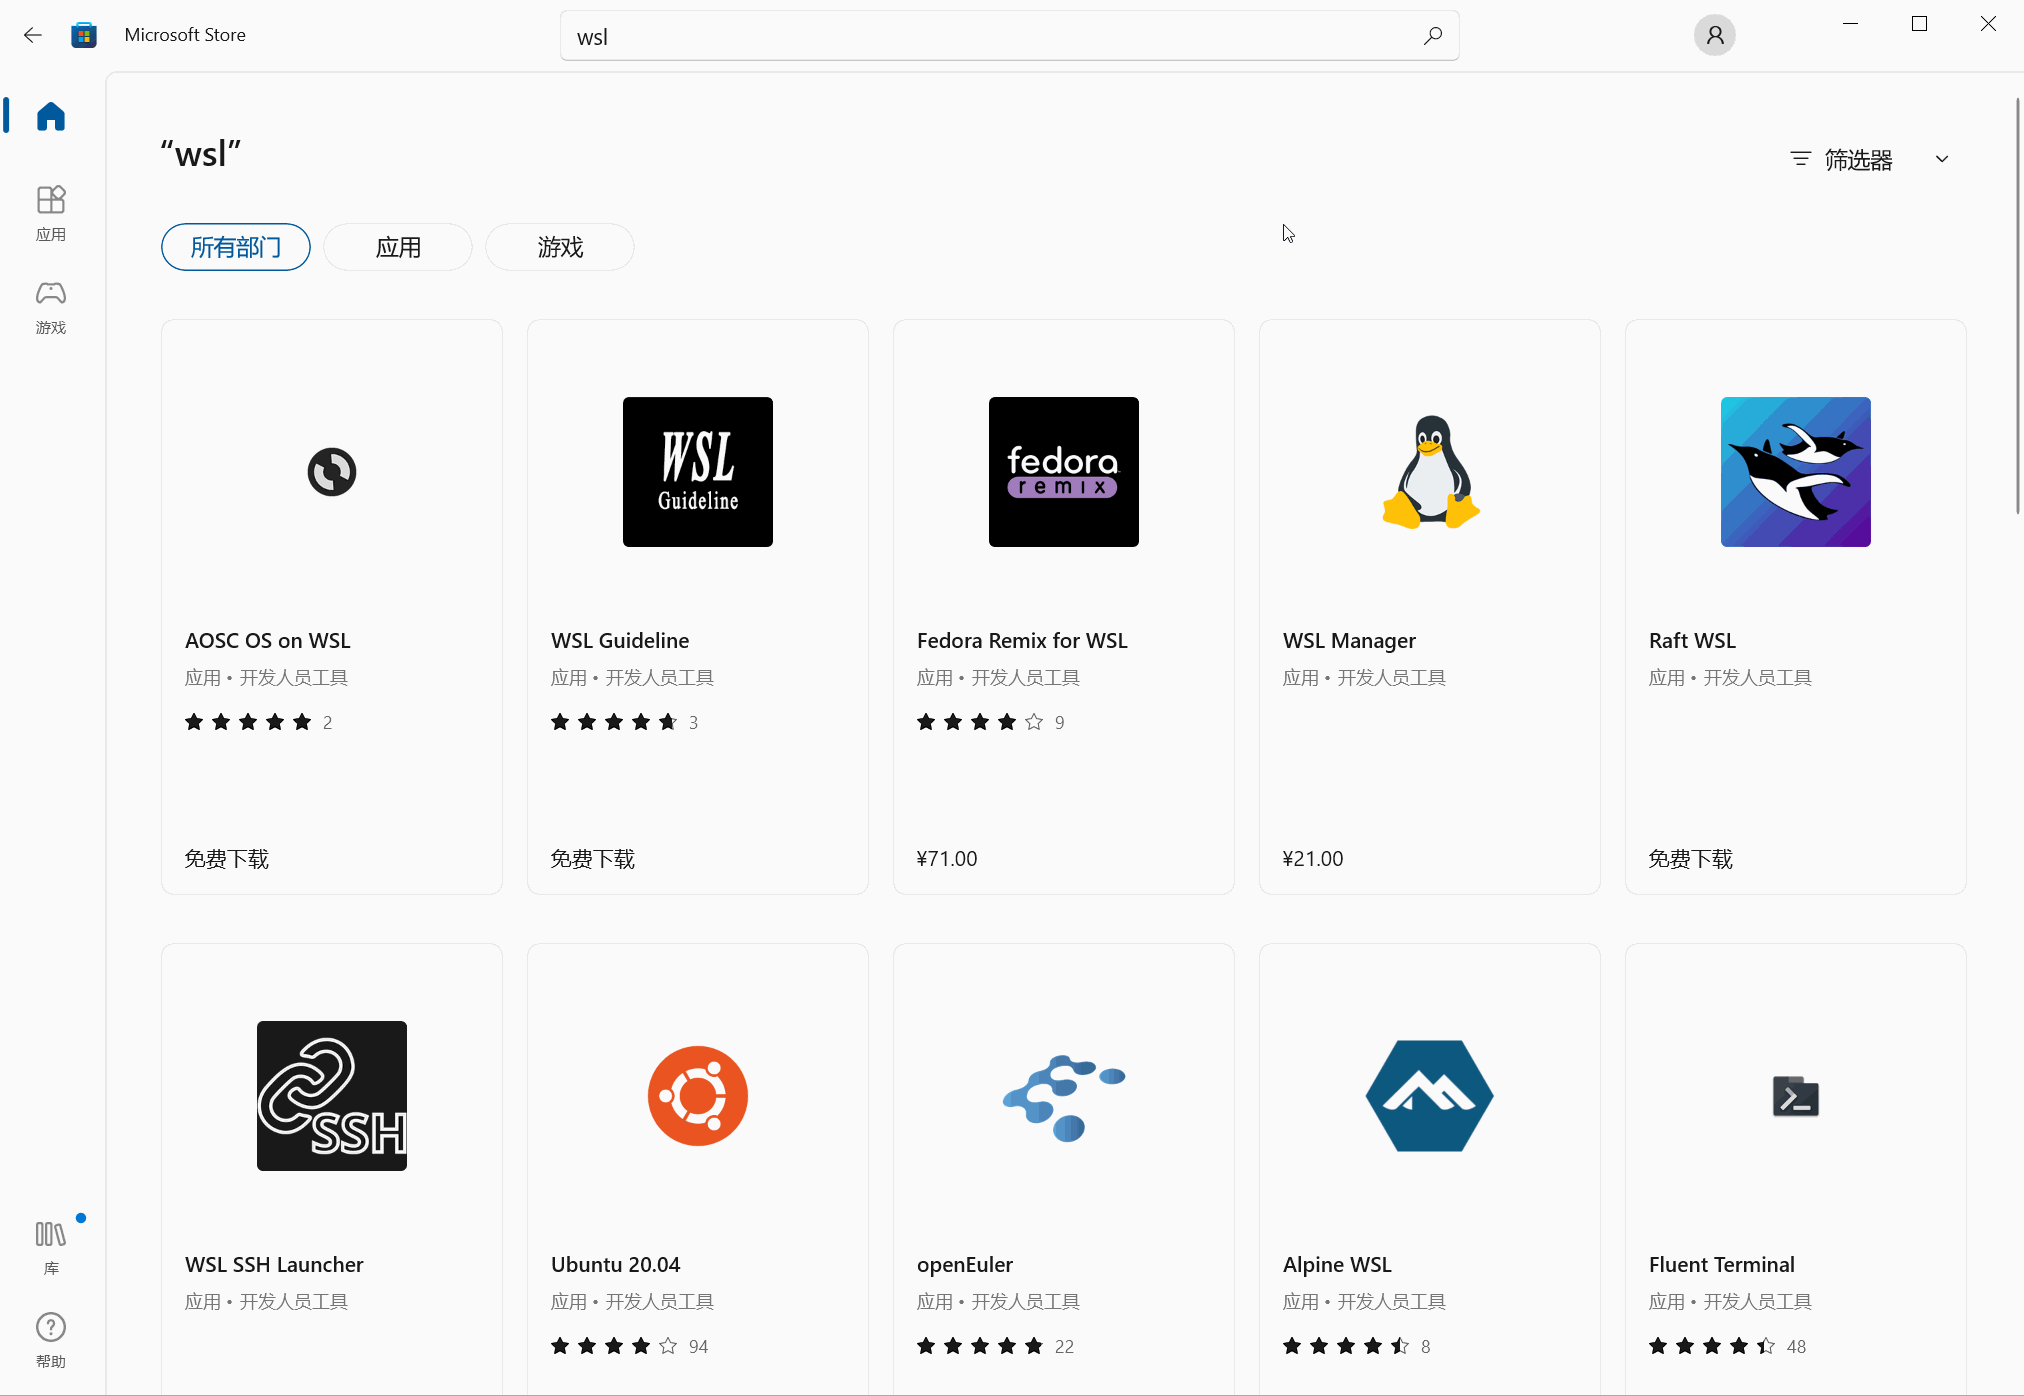 Microsoft Store
wsl
“wsl”
筛选器
所有部门
应用
游戏
应用
游戏
WSL
Guideline
fedora
remix
AOSC OS on WSL
应用 • 开发人员工具
2
免费下载
WSL Guideline
应用 • 开发人员工具
3
免费下载
Fedora Remix for WSL
应用 • 开发人员工具
9
¥71.00
WSL Manager
应用 • 开发人员工具
¥21.00
Raft WSL
应用 • 开发人员工具
免费下载
SSH
WSL SSH Launcher
应用 • 开发人员工具
Ubuntu 20.04
应用 • 开发人员工具
94
openEuler
应用 • 开发人员工具
22
Alpine WSL
应用 • 开发人员工具
8
Fluent Terminal
应用 • 开发人员工具
48
库
帮助